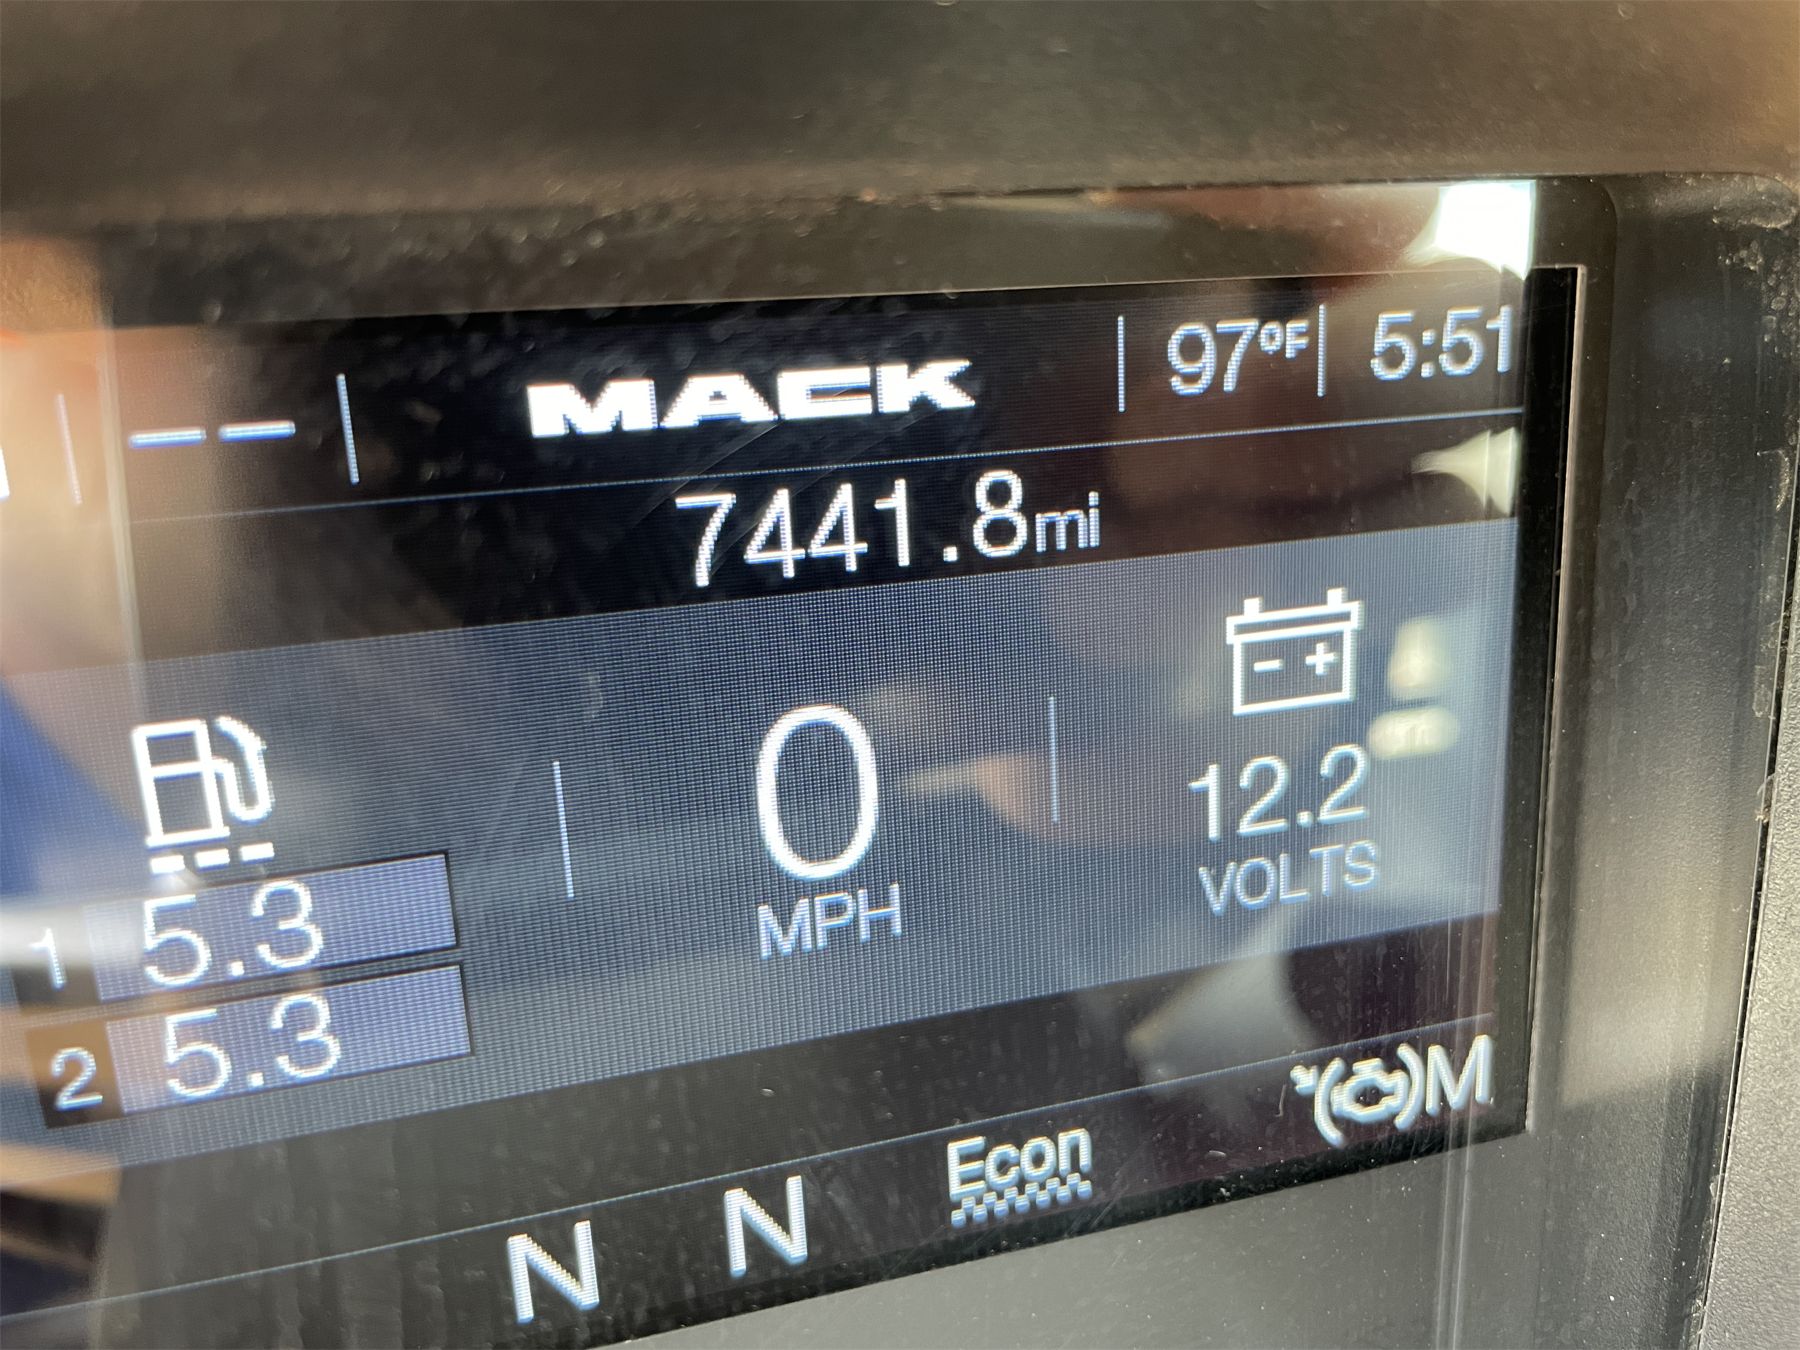 -- MACK 97°F 5:51
7441.8mi
- +
0
MPH
12.2
VOLTS
1 5.3
2 5.3
N N Econ M